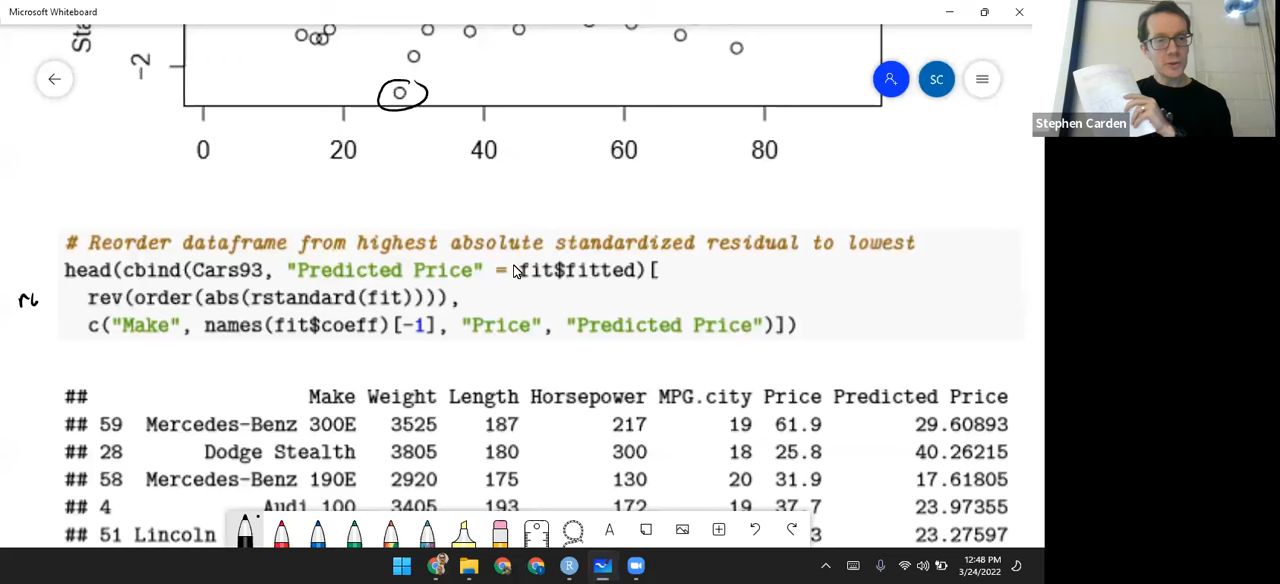 Microsoft Whiteboard
Sta
-2
0 20 40 60 80
SC
Stephen Carden
# Reorder dataframe from highest absolute standardized residual to lowest
head(cbind(Cars93, "Predicted Price" = fit$fitted)[
rev(order(abs(rstandard(fit)))),
c("Make", names(fit$coeff)[-1], "Price", "Predicted Price")])
## Make Weight Length Horsepower MPG.city Price Predicted Price
## 59 Mercedes-Benz 300E 3525 187 217 19 61.9 29.60893
## 28 Dodge Stealth 3805 180 300 18 25.8 40.26215
## 58 Mercedes-Benz 190E 2920 175 130 20 31.9 17.61805
## 4 Audi 100 3405 193 172 19 37.7 23.97355
## 51 Lincoln 3 23.27597
A
12:48 PM
3/24/2022